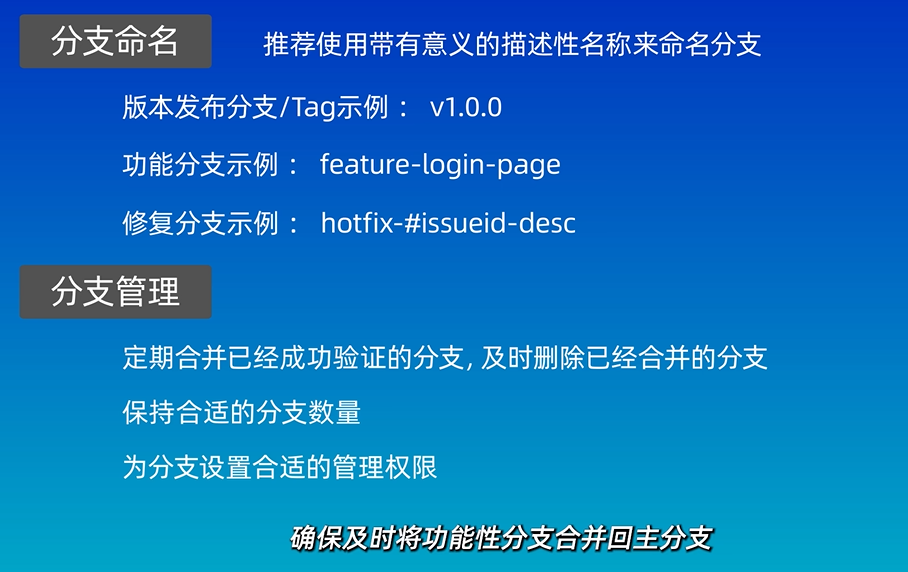 分支命名 推荐使用带有意义的描述性名称来命名分支
版本发布分支/Tag示例： v1.0.0
功能分支示例： feature-login-page
修复分支示例： hotfix-#issueid-desc
分支管理
定期合并已经成功验证的分支, 及时删除已经合并的分支
保持合适的分支数量
为分支设置合适的管理权限
确保及时将功能性分支合并回主分支